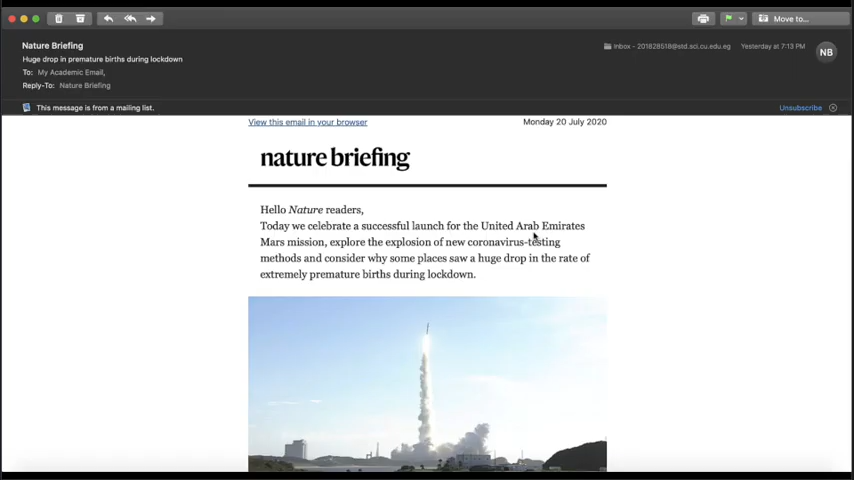 Move to...
Nature Briefing
Huge drop in premature births during lockdown
To: My Academic Email,
Reply-To: Nature Briefing
Inbox - 201828518@std.sci.cu.edu.eg
Yesterday at 7:13 PM
NB
This message is from a mailing list.
Unsubscribe
View this email in your browser
Monday 20 July 2020
nature briefing
Hello Nature readers,
Today we celebrate a successful launch for the United Arab Emirates
Mars mission, explore the explosion of new coronavirus-testing
methods and consider why some places saw a huge drop in the rate of
extremely premature births during lockdown.